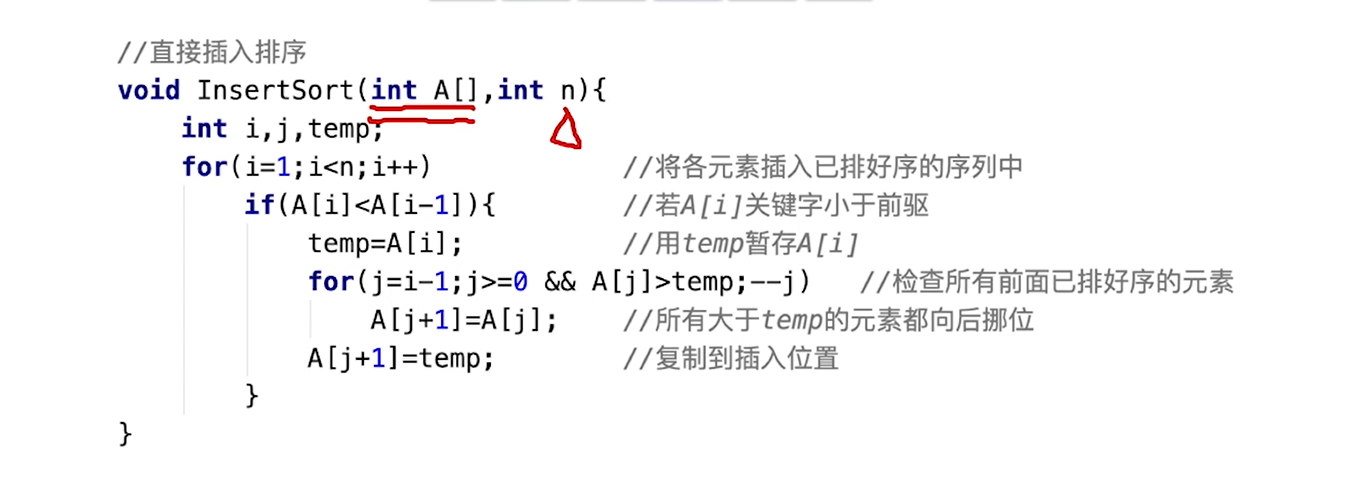 //直接插入排序
void InsertSort(int A[],int n){
int i,j,temp;
for(i=1;i<n;i++) //将各元素插入已排好序的序列中
if(A[i]<A[i-1]){ //若A[i]关键字小于前驱
temp=A[i]; //用temp暂存A[i]
for(j=i-1;j>=0 && A[j]>temp;--j) //检查所有前面已排好序的元素
A[j+1]=A[j]; //所有大于temp的元素都向后挪位
A[j+1]=temp; //复制到插入位置
}
}